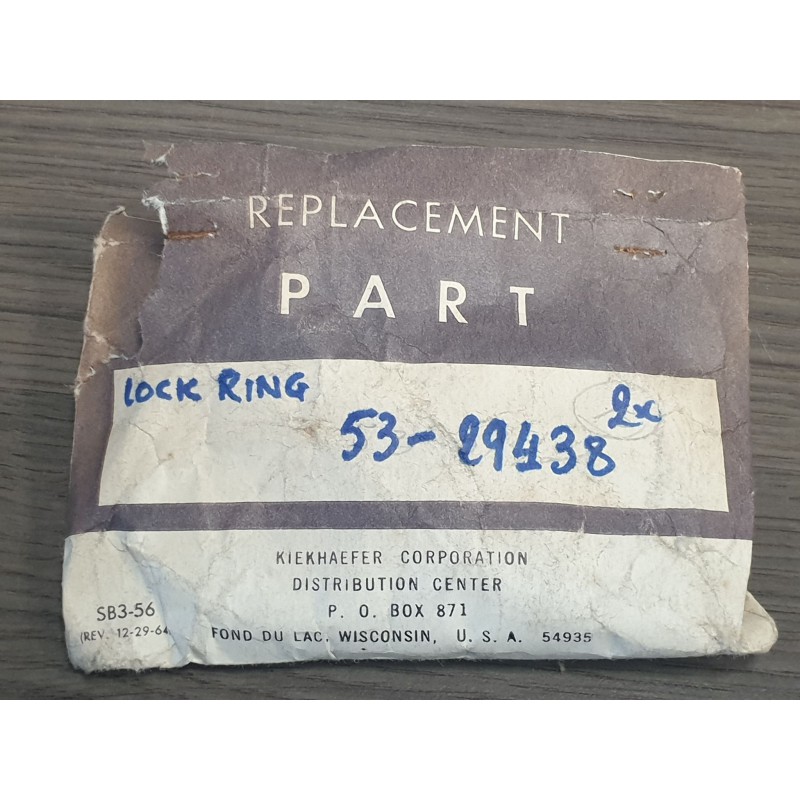 REPLACEMENT
PART
LOCK RING
2x
53-29438
KIEKHAEFER CORPORATION
DISTRIBUTION CENTER
P. O. BOX 871
FOND DU LAC, WISCONSIN, U. S. A. 54935
SB3-56
(REV. 12-29-64